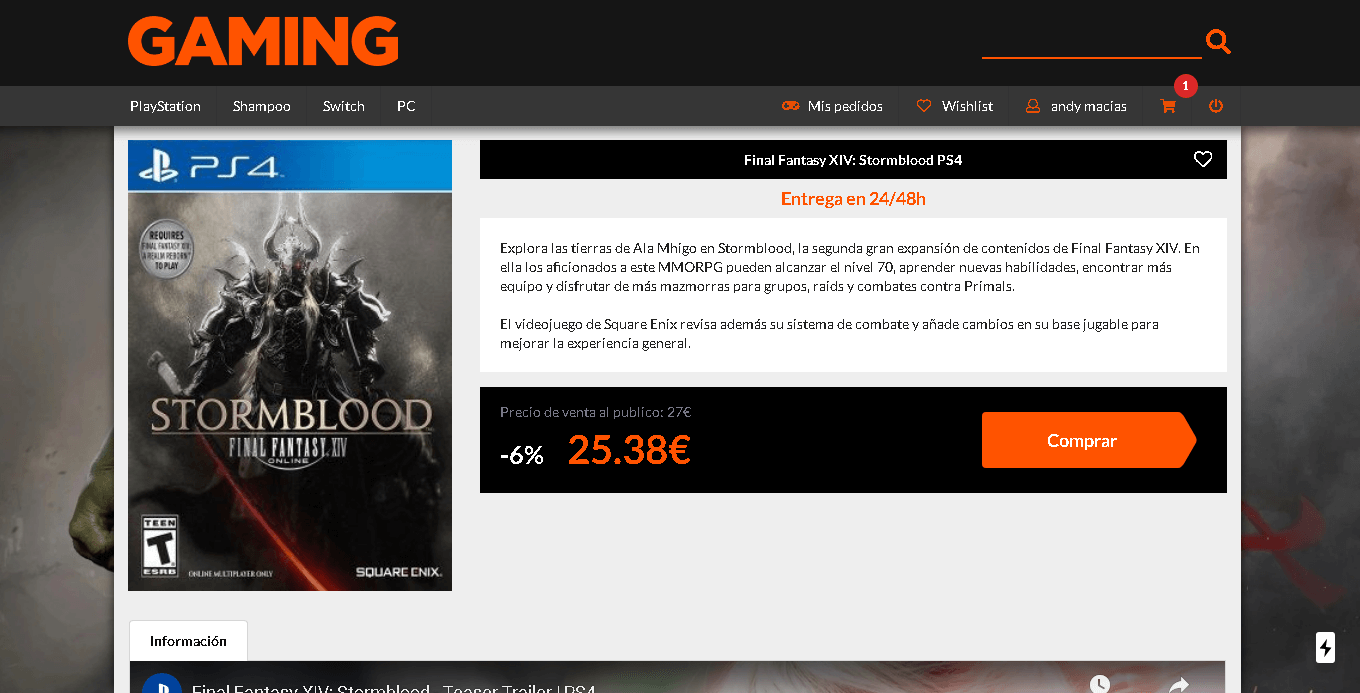 GAMING
PlayStation
Shampoo
Switch
PC
Mis pedidos
Wishlist
andy macias
1
PS4
REQUIRES
FINAL FANTASY XIV:
A REALM REBORN
TO PLAY
STORMBLOOD
FINAL FANTASY XIV
ONLINE
TEEN
T
ESRB
ONLINE MULTIPLAYER ONLY
SQUARE ENIX.
Final Fantasy XIV: Stormblood PS4
Entrega en 24/48h
Explora las tierras de Ala Mhigo en Stormblood, la segunda gran expansión de contenidos de Final Fantasy XIV. En
ella los aficionados a este MMORPG pueden alcanzar el nivel 70, aprender nuevas habilidades, encontrar más
equipo y disfrutar de más mazmorras para grupos, raids y combates contra Primals.
El videojuego de Square Enix revisa además su sistema de combate y añade cambios en su base jugable para
mejorar la experiencia general.
Precio de venta al publico: 27€
-6%
25.38€
Comprar
Información
Final Fantasy XIV: Stormblood - Teaser Trailer | PS4